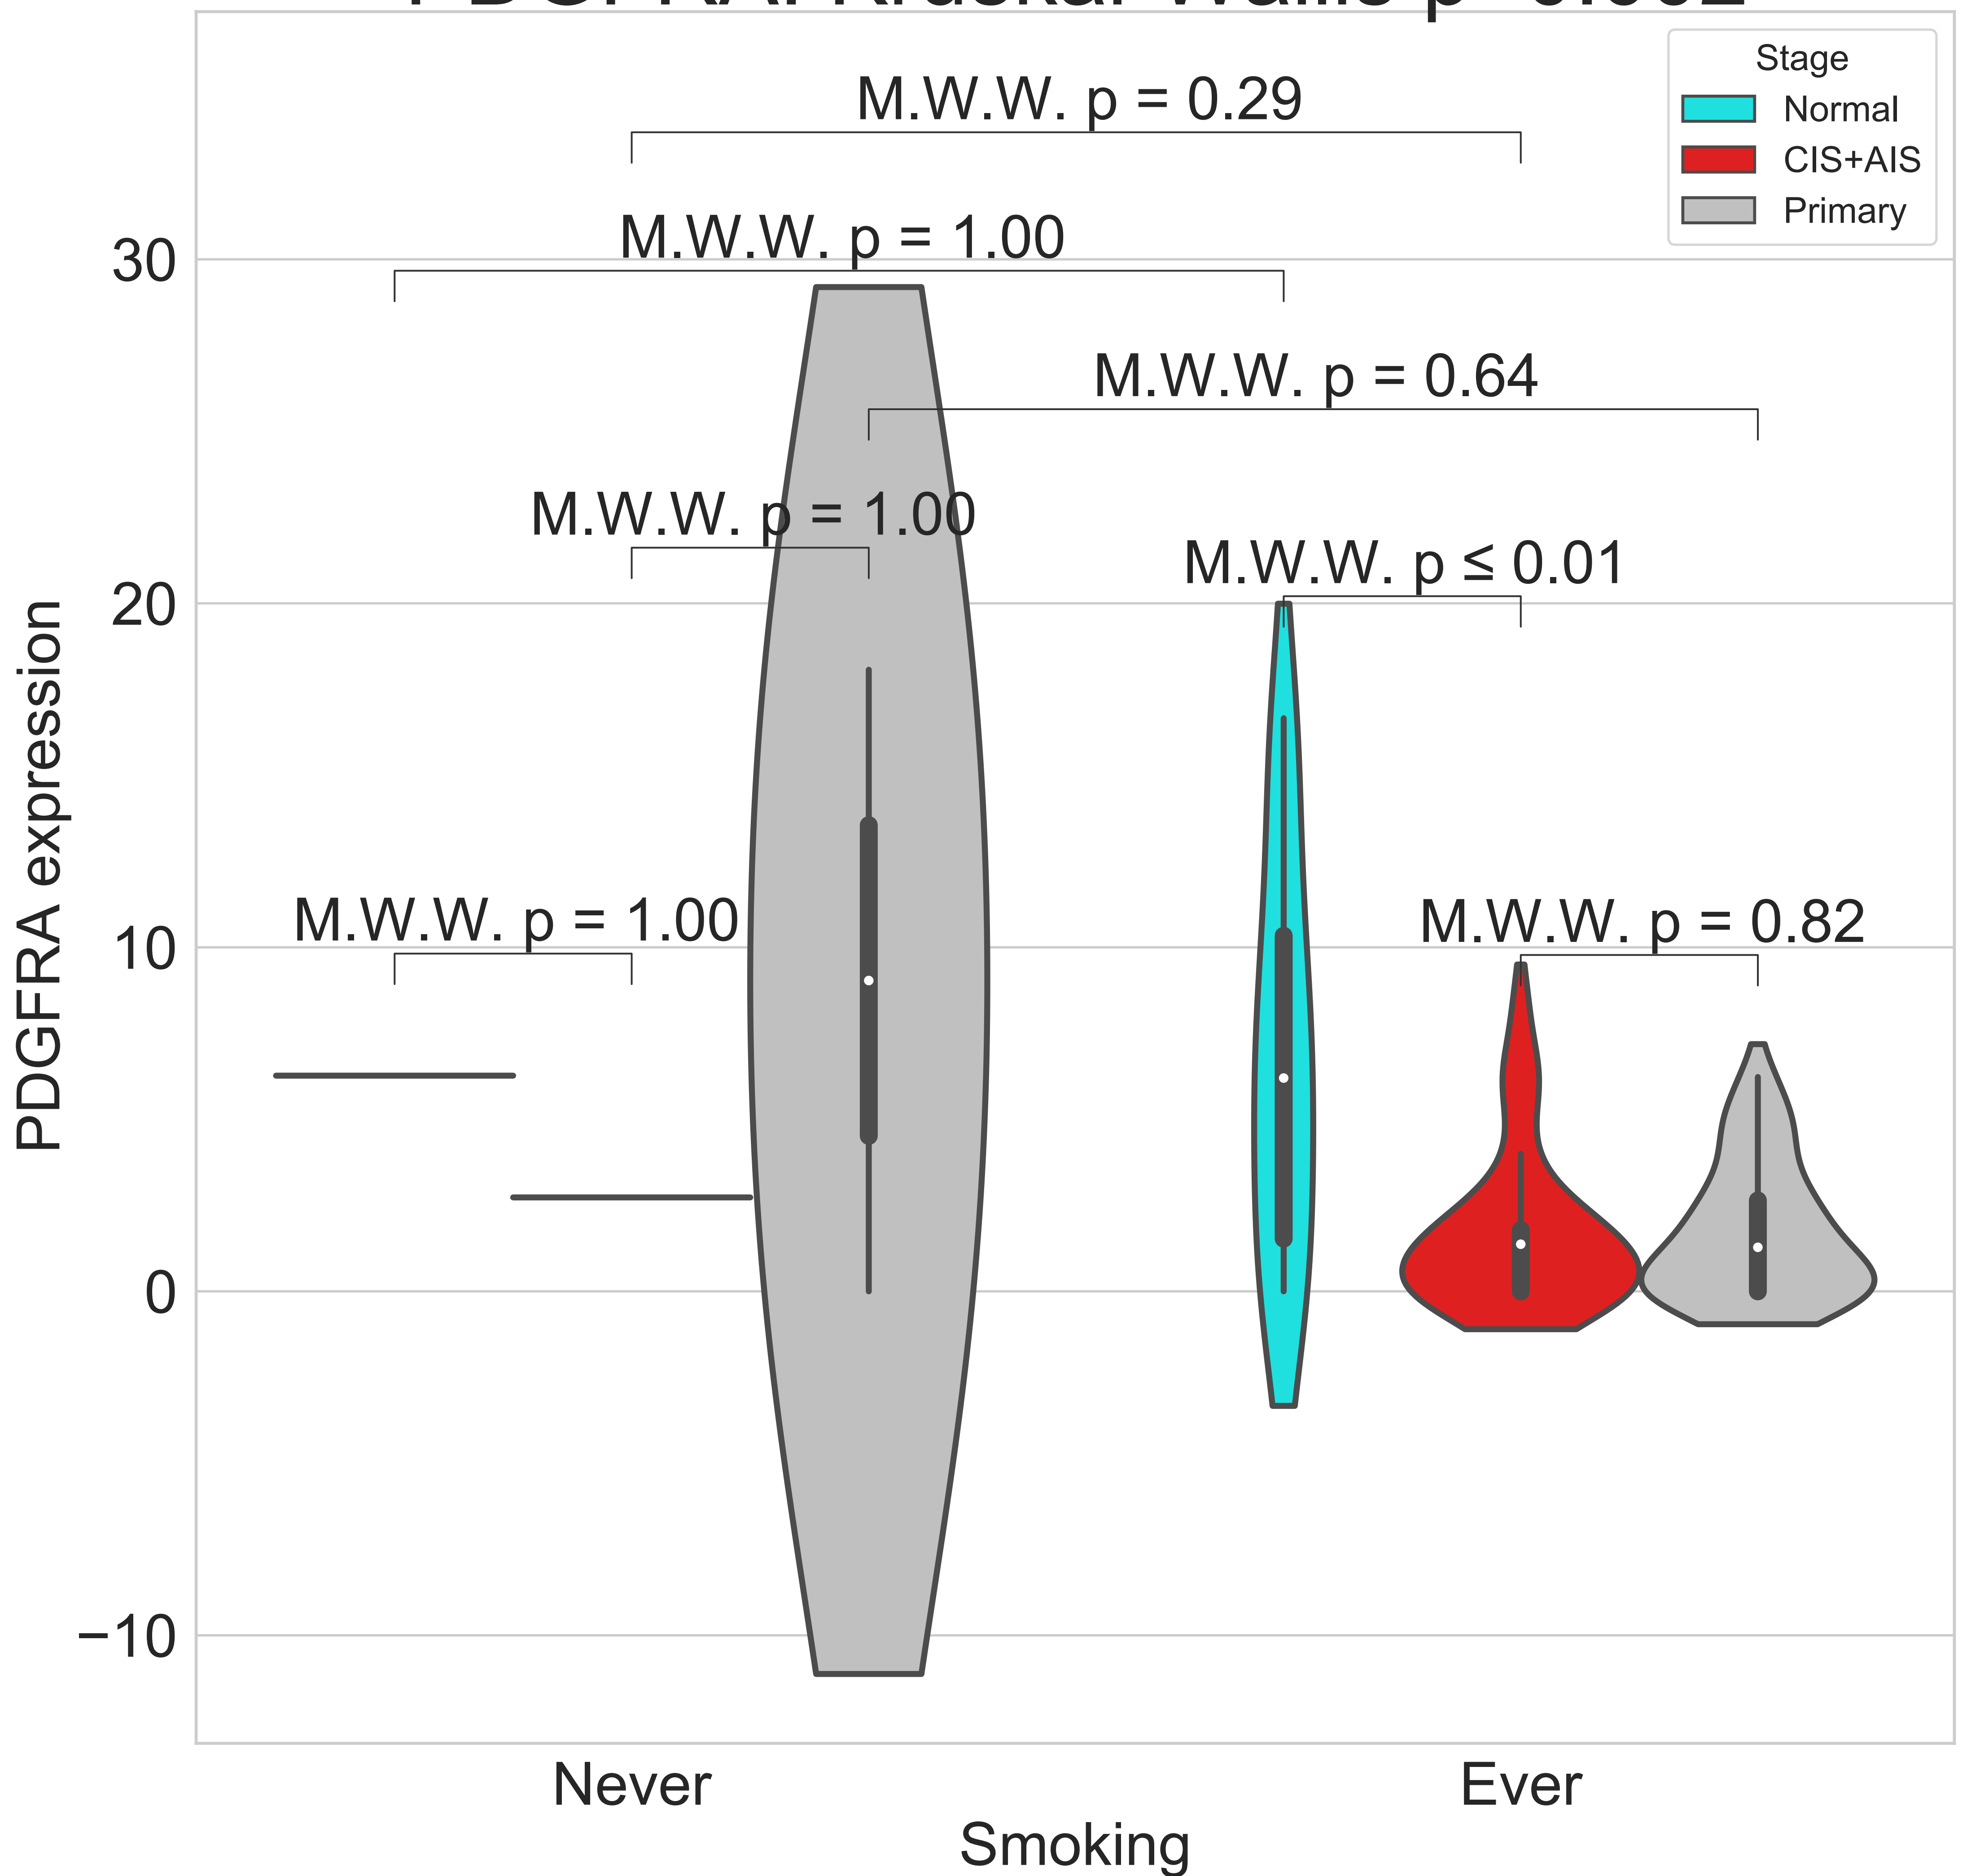 Stage
Normal
CIS+AIS
Primary
M.W.W. p = 0.29
M.W.W. p = 1.00
M.W.W. p = 0.64
M.W.W. p = 1.00
M.W.W. p ≤ 0.01
M.W.W. p = 1.00
M.W.W. p = 0.82
30
20
10
0
−10
PDGFRA expression
Never
Ever
Smoking